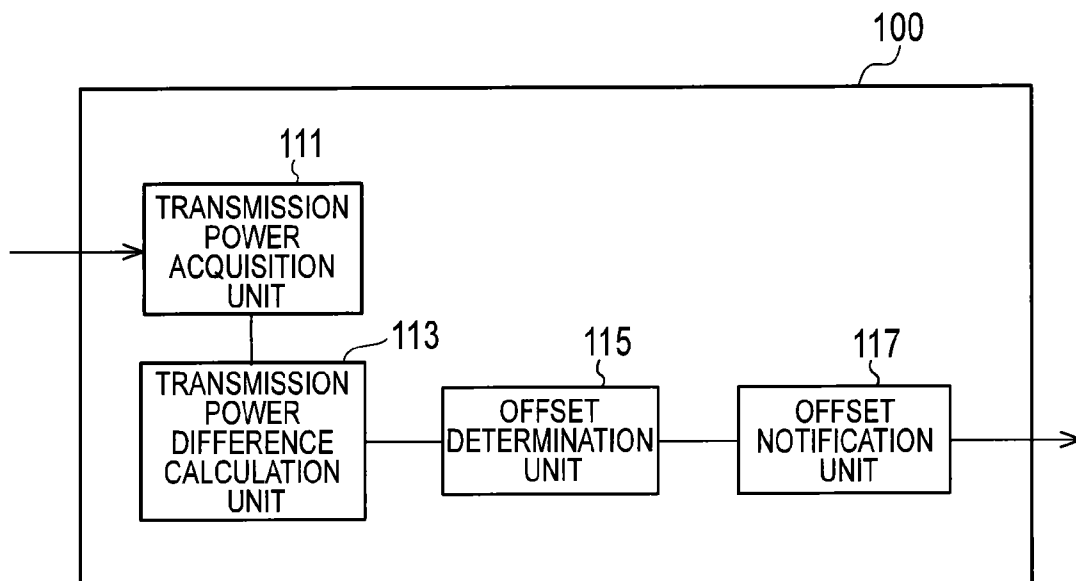 100
111
TRANSMISSION
POWER
ACQUISITION
UNIT
113
TRANSMISSION
POWER
DIFFERENCE
CALCULATION
UNIT
115
OFFSET
DETERMINATION
UNIT
117
OFFSET
NOTIFICATION
UNIT